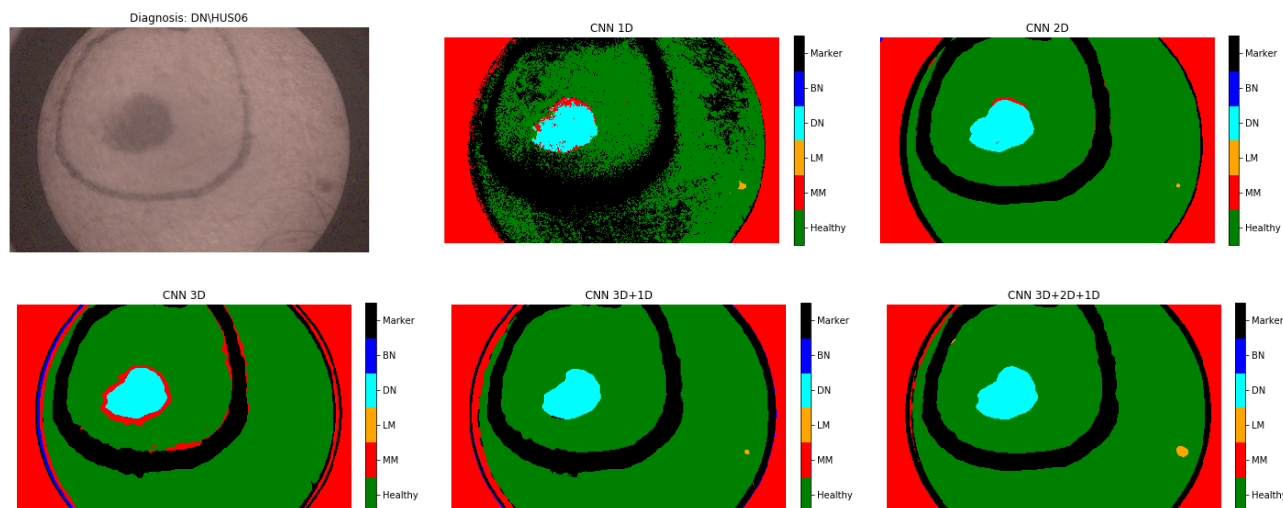 Diagnosis: DN\HUS06
CNN 1D
Marker
BN
DN
LM
MM
Healthy
CNN 2D
Marker
BN
DN
LM
MM
Healthy
CNN 3D
Marker
BN
DN
LM
MM
Healthy
CNN 3D+1D
Marker
BN
DN
LM
MM
Healthy
CNN 3D+2D+1D
Marker
BN
DN
LM
MM
Healthy